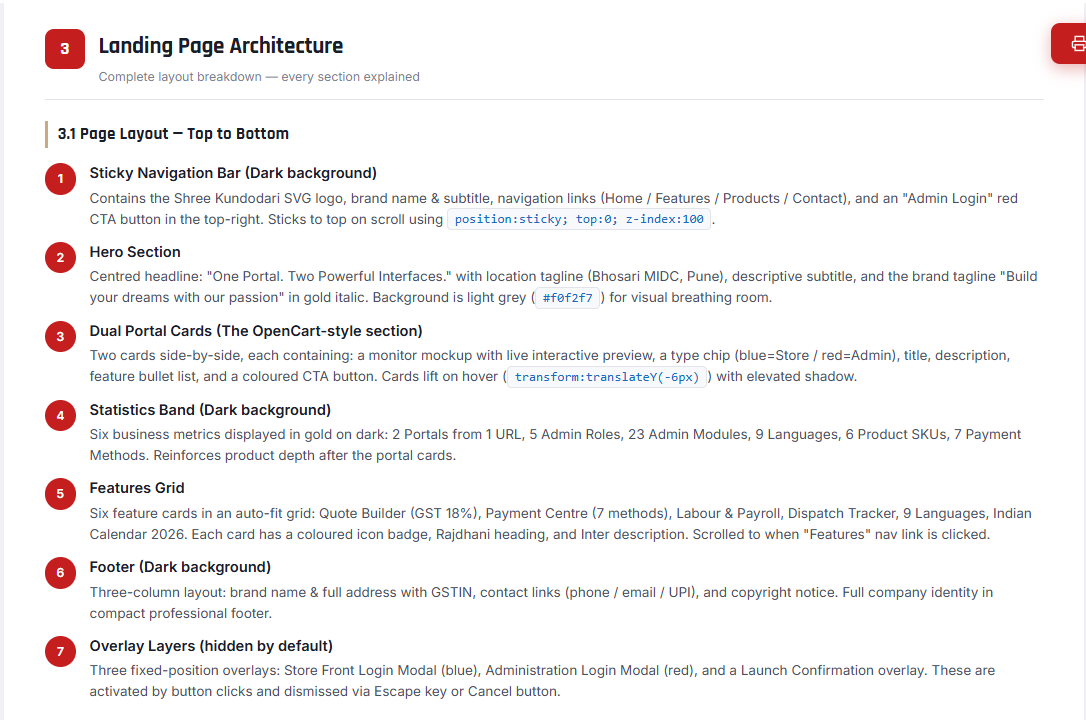 3
Landing Page Architecture
Complete layout breakdown — every section explained
3.1 Page Layout — Top to Bottom
1
Sticky Navigation Bar (Dark background)
Contains the Shree Kundodari SVG logo, brand name & subtitle, navigation links (Home / Features / Products / Contact), and an "Admin Login" red
CTA button in the top-right. Sticks to top on scroll using position:sticky; top:0; z-index:100 .
2
Hero Section
Centred headline: "One Portal. Two Powerful Interfaces." with location tagline (Bhosari MIDC, Pune), descriptive subtitle, and the brand tagline "Build
your dreams with our passion" in gold italic. Background is light grey ( #f0f2f7 ) for visual breathing room.
3
Dual Portal Cards (The OpenCart-style section)
Two cards side-by-side, each containing: a monitor mockup with live interactive preview, a type chip (blue=Store / red=Admin), title, description,
feature bullet list, and a coloured CTA button. Cards lift on hover ( transform:translateY(-6px) ) with elevated shadow.
4
Statistics Band (Dark background)
Six business metrics displayed in gold on dark: 2 Portals from 1 URL, 5 Admin Roles, 23 Admin Modules, 9 Languages, 6 Product SKUs, 7 Payment
Methods. Reinforces product depth after the portal cards.
5
Features Grid
Six feature cards in an auto-fit grid: Quote Builder (GST 18%), Payment Centre (7 methods), Labour & Payroll, Dispatch Tracker, 9 Languages, Indian
Calendar 2026. Each card has a coloured icon badge, Rajdhani heading, and Inter description. Scrolled to when "Features" nav link is clicked.
6
Footer (Dark background)
Three-column layout: brand name & full address with GSTIN, contact links (phone / email / UPI), and copyright notice. Full company identity in
compact professional footer.
7
Overlay Layers (hidden by default)
Three fixed-position overlays: Store Front Login Modal (blue), Administration Login Modal (red), and a Launch Confirmation overlay. These are
activated by button clicks and dismissed via Escape key or Cancel button.